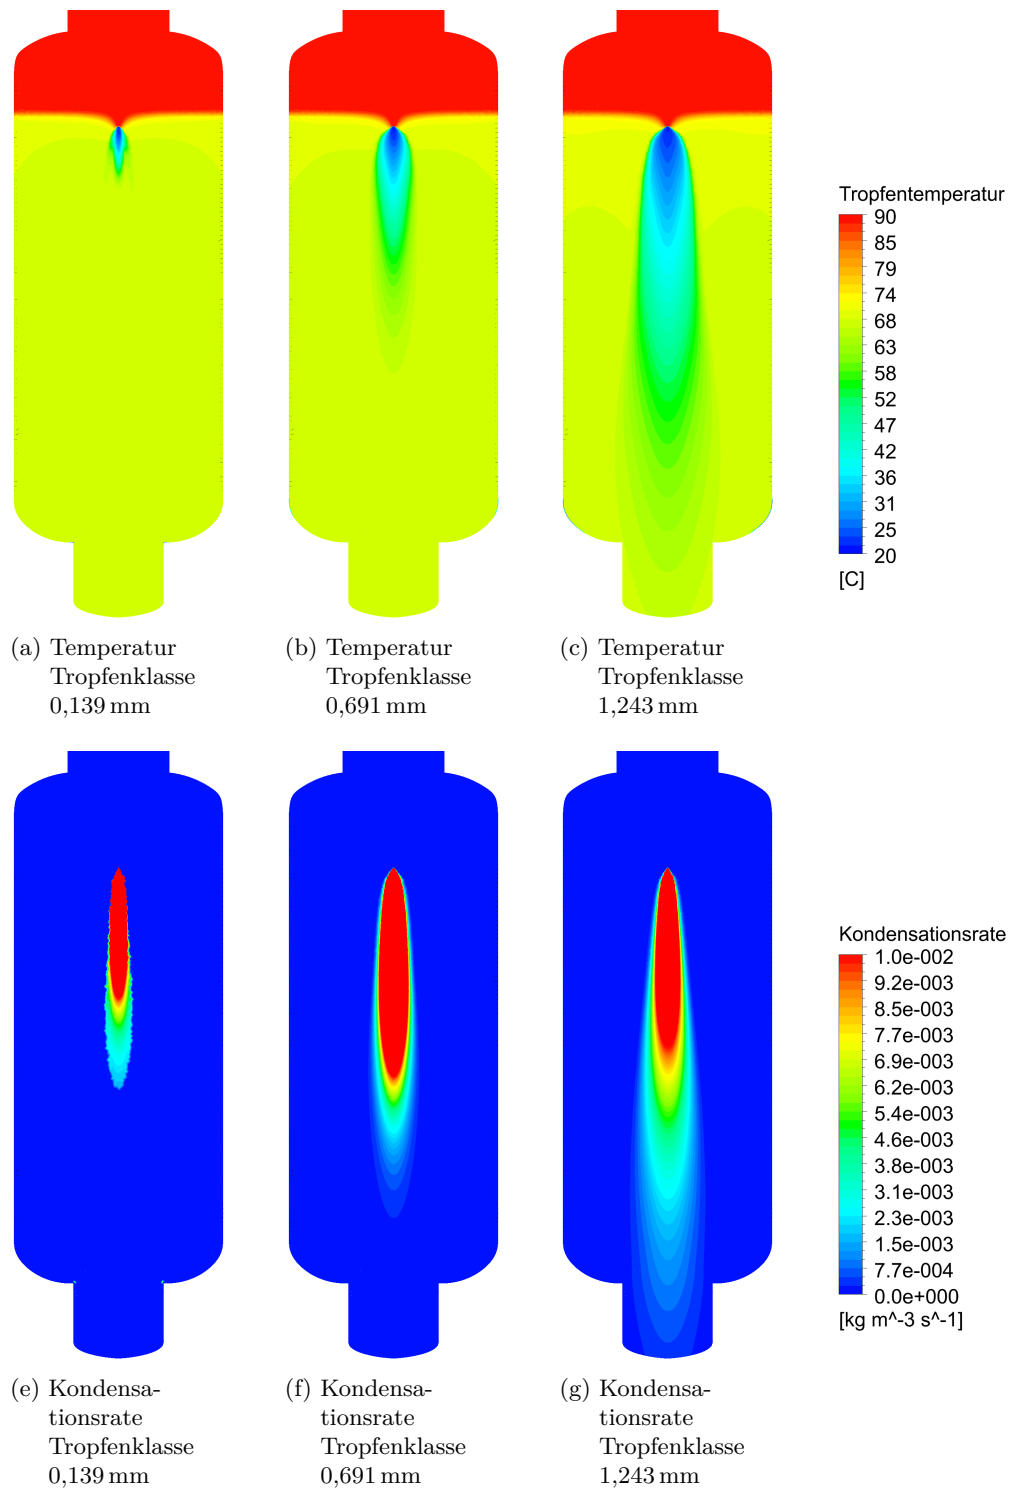 Tropfentemperatur
90
85
79
74
68
63
58
52
47
42
36
31
25
20
[C]
(a) Temperatur
Tropfenklasse
0,139 mm
(b) Temperatur
Tropfenklasse
0,691 mm
(c) Temperatur
Tropfenklasse
1,243 mm
Kondensationsrate
1.0e-002
9.2e-003
8.5e-003
7.7e-003
6.9e-003
6.2e-003
5.4e-003
4.6e-003
3.8e-003
3.1e-003
2.3e-003
1.5e-003
7.7e-004
0.0e+000
[kg m^-3 s^-1]
(e) Kondensa-
tionsrate
Tropfenklasse
0,139 mm
(f) Kondensa-
tionsrate
Tropfenklasse
0,691 mm
(g) Kondensa-
tionsrate
Tropfenklasse
1,243 mm